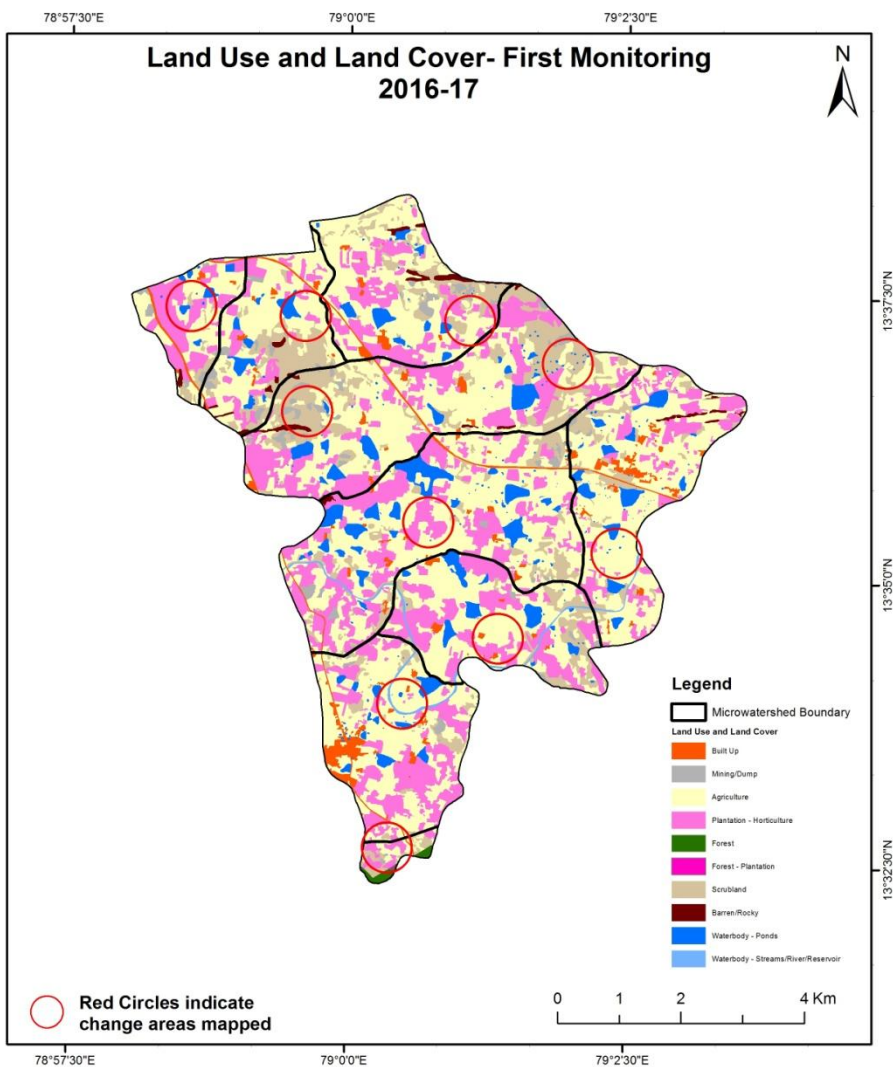 78°57'30"E
79°0'0"E
79°2'30"E
Land Use and Land Cover- First Monitoring
2016-17
N
13°37'30"N
13°35'0"N
13°32'30"N
Legend
Microwatershed Boundary
Land Use and Land Cover
Built Up
Mining/Dump
Agriculture
Plantation - Horticulture
Forest
Forest - Plantation
Scrubland
Barren/Rocky
Waterbody - Ponds
Waterbody - Streams/River/Reservoir
Red Circles indicate
change areas mapped
0 1 2 4 Km
78°57'30"E
79°0'0"E
79°2'30"E